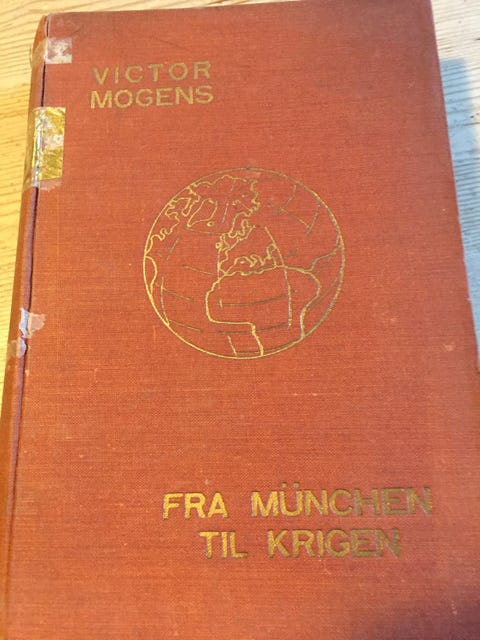 VICTOR
MOGENS
FRA MÜNCHEN
TIL KRIGEN